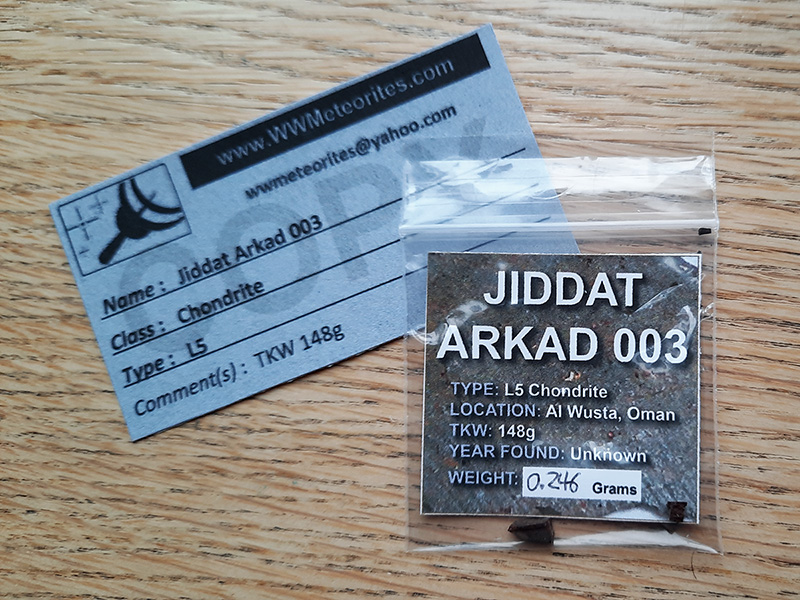 www.WWMeteorites.com
wwmeteorites@yahoo.com
COPY
Name : Jiddat Arkad 003
Class : Chondrite
Type : L5
Comment(s) : TKW 148g
JIDDAT
ARKAD 003
TYPE: L5 Chondrite
LOCATION: Al Wusta, Oman
TKW: 148g
YEAR FOUND: Unknown
WEIGHT: 0.246 Grams